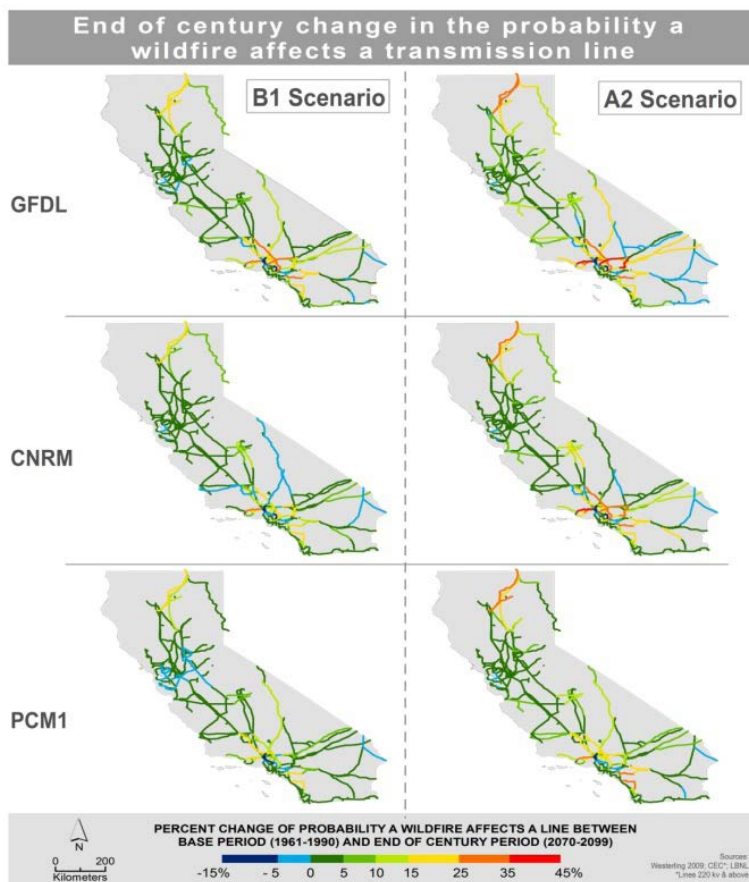 End of century change in the probability a
wildfire affects a transmission line
B1 Scenario
A2 Scenario
GFDL
CNRM
PCM1
N
0 200
Kilometers
PERCENT CHANGE OF PROBABILITY A WILDFIRE AFFECTS A LINE BETWEEN
BASE PERIOD (1961-1990) AND END OF CENTURY PERIOD (2070-2099)
-15% - 5 0 5 10 15 25 35 45%
Sources:
Westerling 2009; CEC*; LBNL
*Lines 220 kv & above